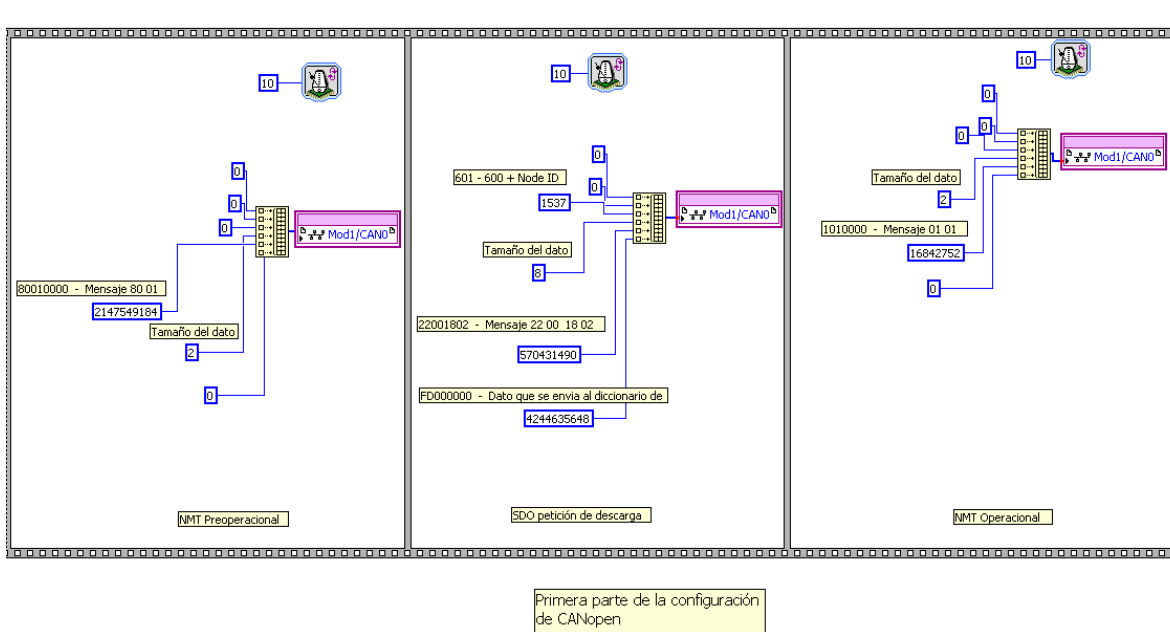 10
0
0
0
Mod1/CAN0
80010000 - Mensaje 80 01
2147549184
Tamaño del dato
2
0
NMT Preoperacional
10
0
601 - 600 + Node ID
0
1537
Mod1/CAN0
Tamaño del dato
8
22001802 - Mensaje 22 00 18 02
570431490
FD000000 - Dato que se envia al diccionario de
4244635648
SDO petición de descarga
10
0
0
0
Mod1/CAN0
Tamaño del dato
2
1010000 - Mensaje 01 01
16842752
0
NMT Operacional
Primera parte de la configuración
de CANopen